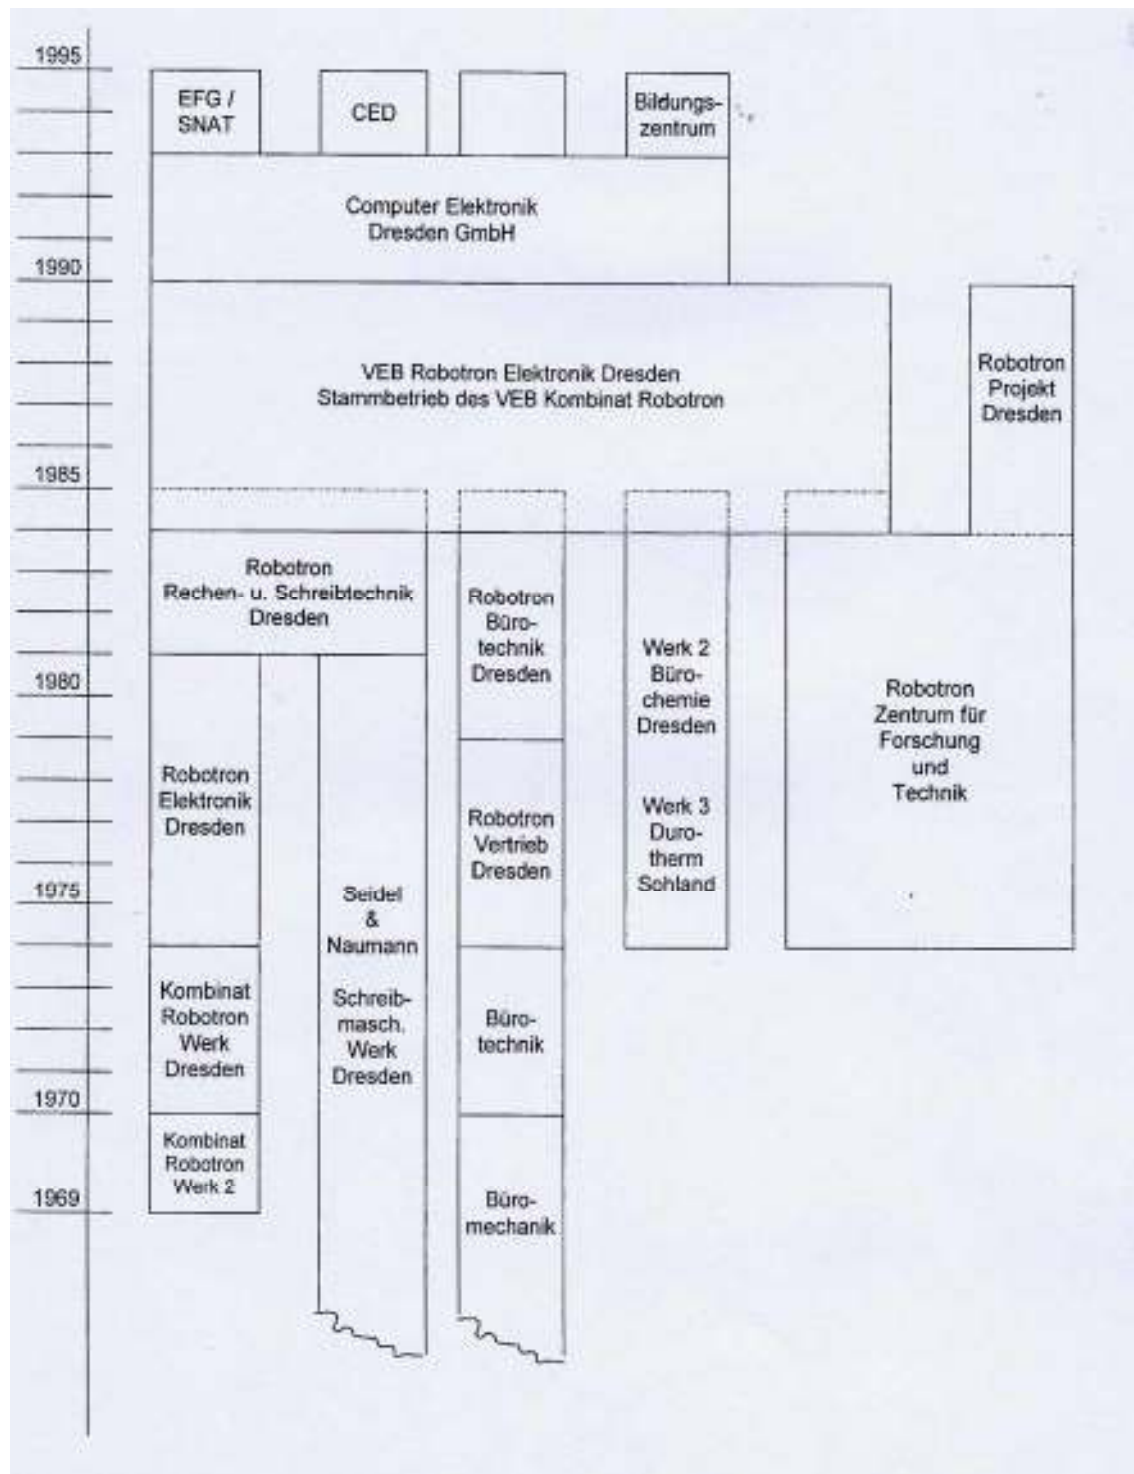 1995
EFG /
SNAT
CED
Bildungs-
zentrum
Computer Elektronik
Dresden GmbH
1990
VEB Robotron Elektronik Dresden
Stammbetrieb des VEB Kombinat Robotron
Robotron
Projekt
Dresden
1985
Robotron
Rechen- u. Schreibtechnik
Dresden
Robotron
Büro-
technik
Dresden
Werk 2
Büro-
chemie
Dresden
Werk 3
Duro-
therm
Sohland
Robotron
Zentrum für
Forschung
und
Technik
1980
Robotron
Elektronik
Dresden
Robotron
Vertrieb
Dresden
1975
Seidel
&
Naumann
Schreib-
masch.
Werk
Dresden
Kombinat
Robotron
Werk
Dresden
Büro-
technik
1970
Kombinat
Robotron
Werk 2
1969
Büro-
mechanik